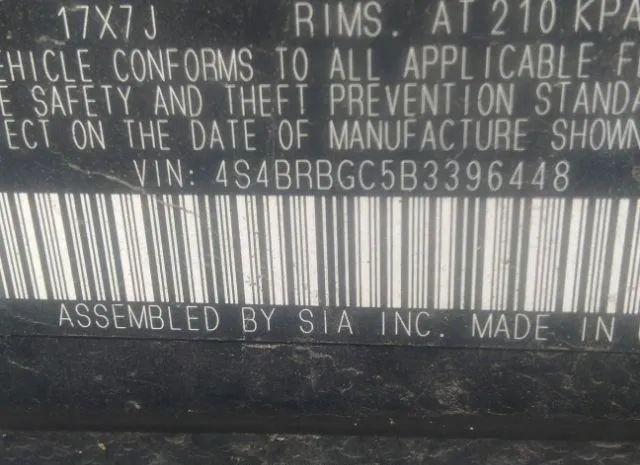 17X7J RIMS. AT 210 KPA
EHICLE CONFORMS TO ALL APPLICABLE F
E SAFETY AND THEFT PREVENTION STANDA
ECT ON THE DATE OF MANUFACTURE SHOWN
VIN: 4S4BRBGC5B3396448
ASSEMBLED BY SIA INC. MADE IN